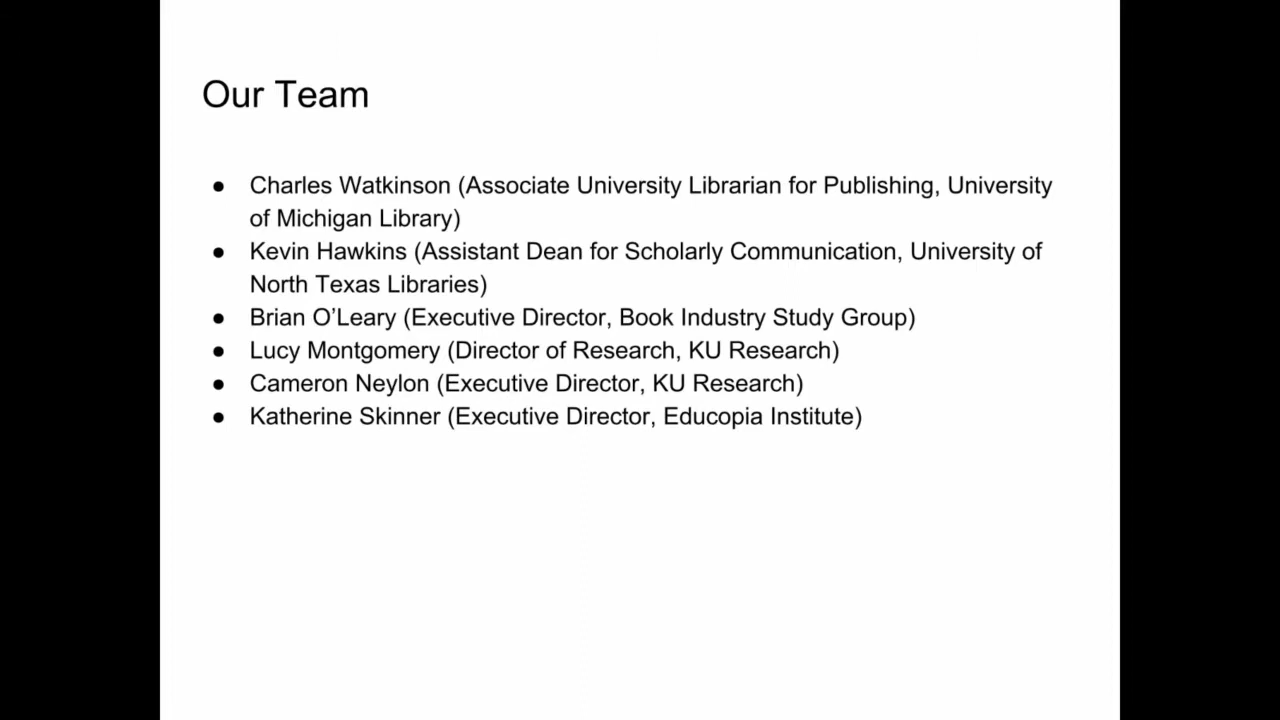 Our Team
● Charles Watkinson (Associate University Librarian for Publishing, University
of Michigan Library)
● Kevin Hawkins (Assistant Dean for Scholarly Communication, University of
North Texas Libraries)
● Brian O’Leary (Executive Director, Book Industry Study Group)
● Lucy Montgomery (Director of Research, KU Research)
● Cameron Neylon (Executive Director, KU Research)
● Katherine Skinner (Executive Director, Educopia Institute)